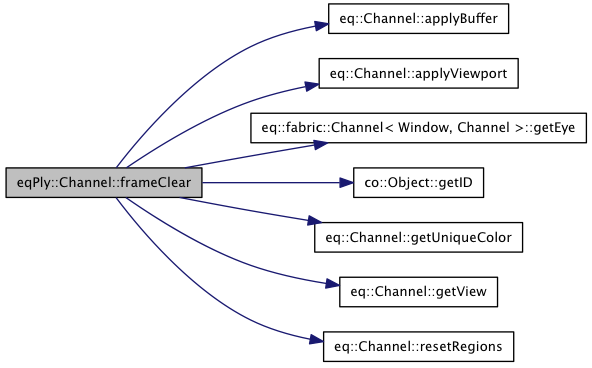 eq::Channel::applyBuffer
eq::Channel::applyViewport
eq::fabric::Channel< Window, Channel >::getEye
eqPly::Channel::frameClear
co::Object::getID
eq::Channel::getUniqueColor
eq::Channel::getView
eq::Channel::resetRegions